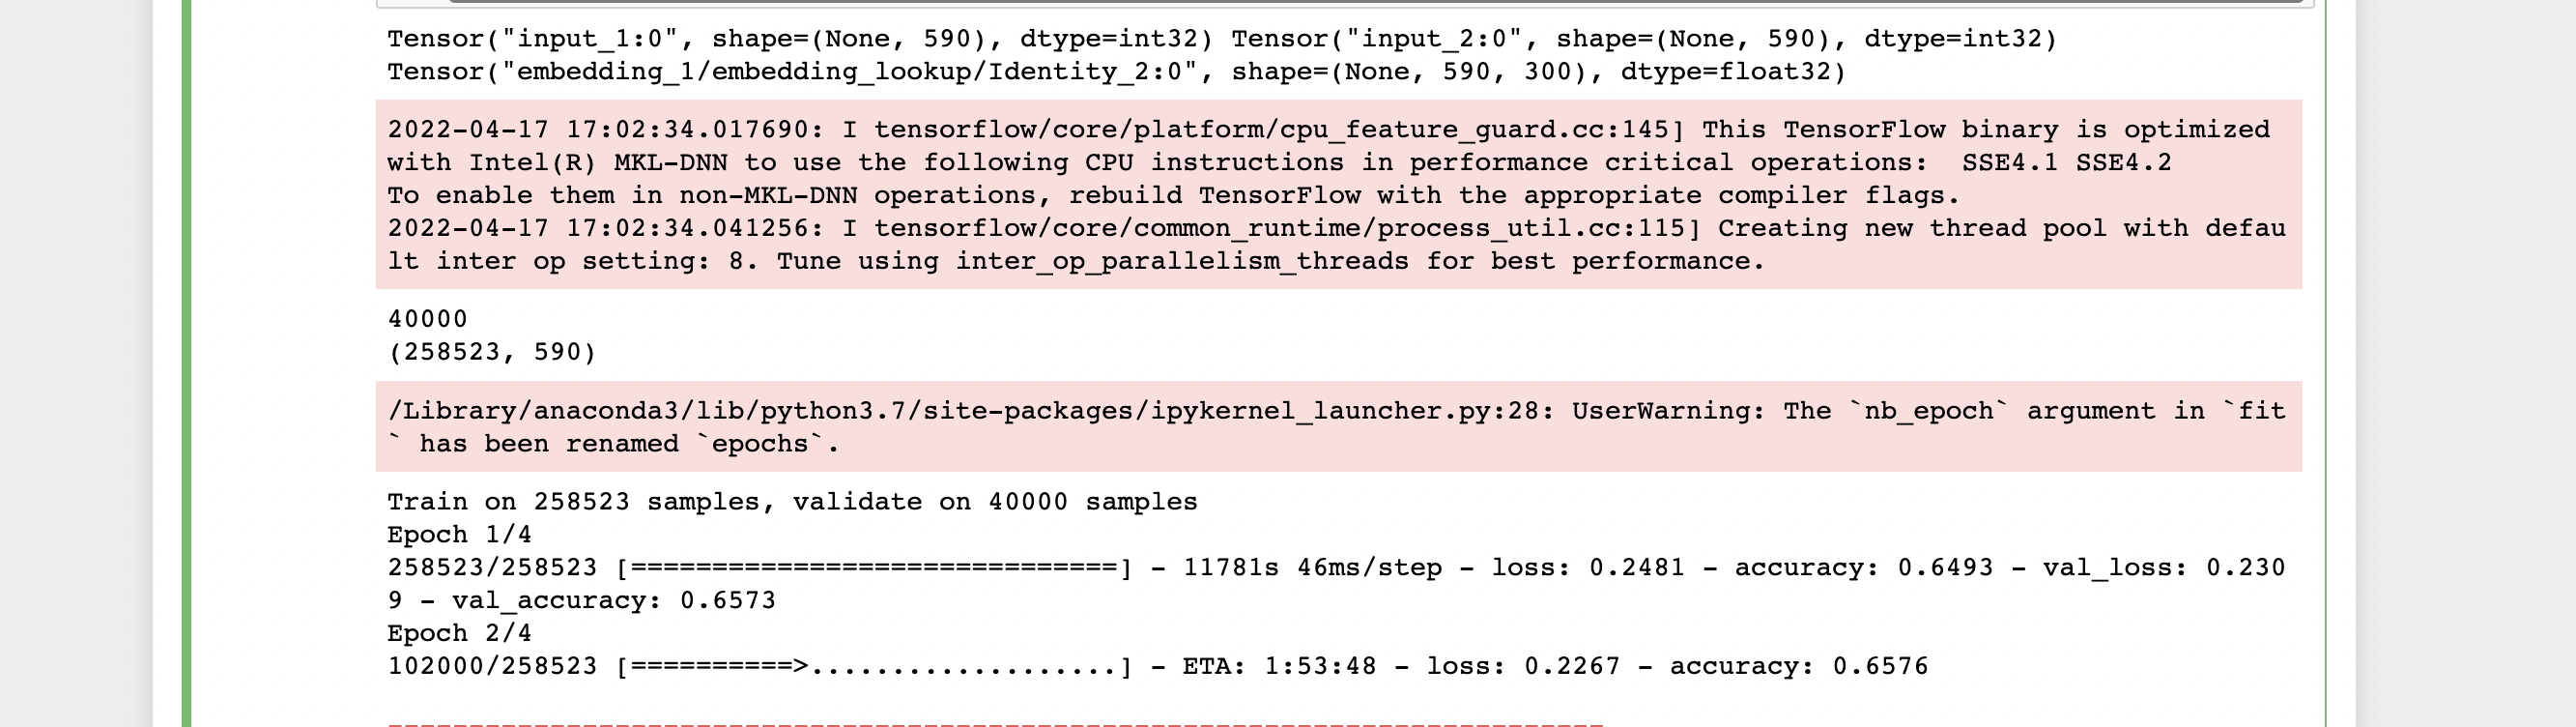 Tensor("input_1:0", shape=(None, 590), dtype=int32) Tensor("input_2:0", shape=(None, 590), dtype=int32)
Tensor("embedding_1/embedding_lookup/Identity_2:0", shape=(None, 590, 300), dtype=float32)
2022-04-17 17:02:34.017690: I tensorflow/core/platform/cpu_feature_guard.cc:145] This TensorFlow binary is optimized
with Intel(R) MKL-DNN to use the following CPU instructions in performance critical operations:  SSE4.1 SSE4.2
To enable them in non-MKL-DNN operations, rebuild TensorFlow with the appropriate compiler flags.
2022-04-17 17:02:34.041256: I tensorflow/core/common_runtime/process_util.cc:115] Creating new thread pool with defau
lt inter op setting: 8. Tune using inter_op_parallelism_threads for best performance.
40000
(258523, 590)
/Library/anaconda3/lib/python3.7/site-packages/ipykernel_launcher.py:28: UserWarning: The `nb_epoch` argument in `fit
` has been renamed `epochs`.
Train on 258523 samples, validate on 40000 samples
Epoch 1/4
258523/258523 [==============================] - 11781s 46ms/step - loss: 0.2481 - accuracy: 0.6493 - val_loss: 0.230
9 - val_accuracy: 0.6573
Epoch 2/4
102000/258523 [==========>...................] - ETA: 1:53:48 - loss: 0.2267 - accuracy: 0.6576